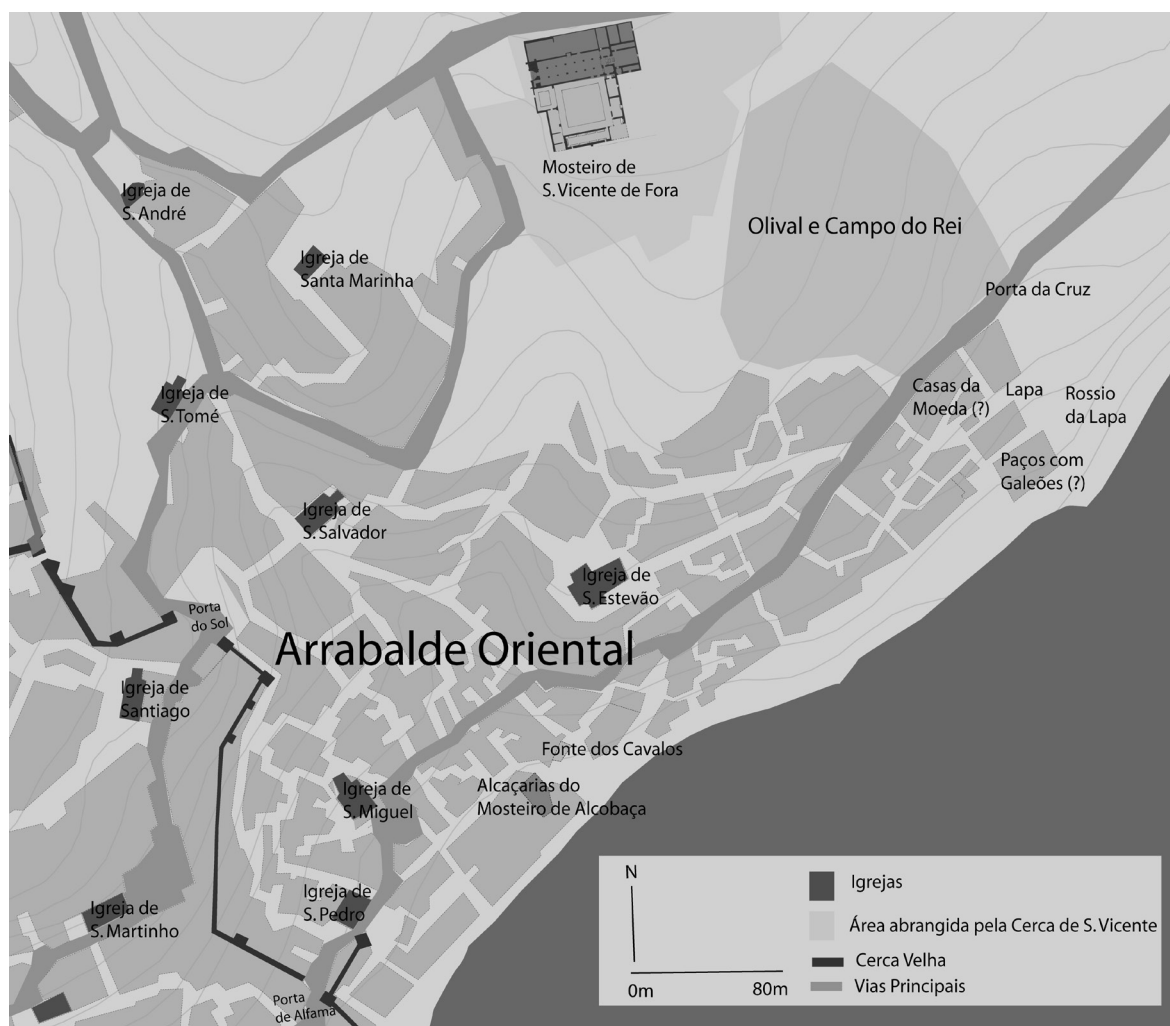 Mosteiro de
S. Vicente de Fora
Igreja de
S. André
Olival e Campo do Rei
Igreja de
Santa Marinha
Porta da Cruz
Igreja de
S. Tomé
Casas da
Moeda (?)
Lapa
Rossio
da Lapa
Paços com
Galeões (?)
Igreja de
S. Salvador
Igreja de
S. Estevão
Porta
do Sol
Arrabalde Oriental
Igreja de
Santiago
Fonte dos Cavalos
Igreja de
S. Miguel
Alcaçarias do
Mosteiro de Alcobaça
Igreja de
S. Pedro
Igreja de
S. Martinho
Porta
de Alfama
N
0m
80m
Igrejas
Área abrangida pela Cerca de S. Vicente
Cerca Velha
Vias Principais